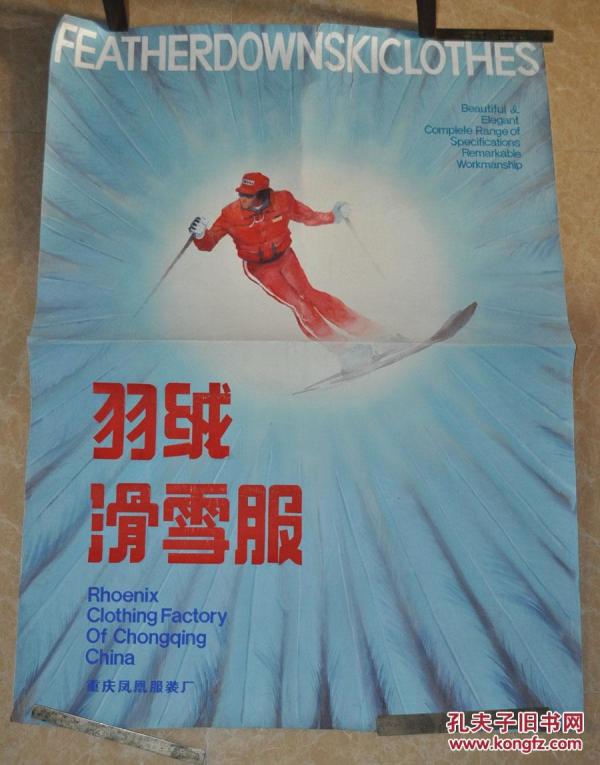 FEATHERDOWNSKICLOTHES
Beautiful &
Elegant
Complete Range of
Specifications
Remarkable
Workmanship
羽绒
滑雪服
Rhoenix
Clothing Factory
Of Chongqing
China
重庆凤凰服装厂
孔夫子旧书网
www.kongfz.com